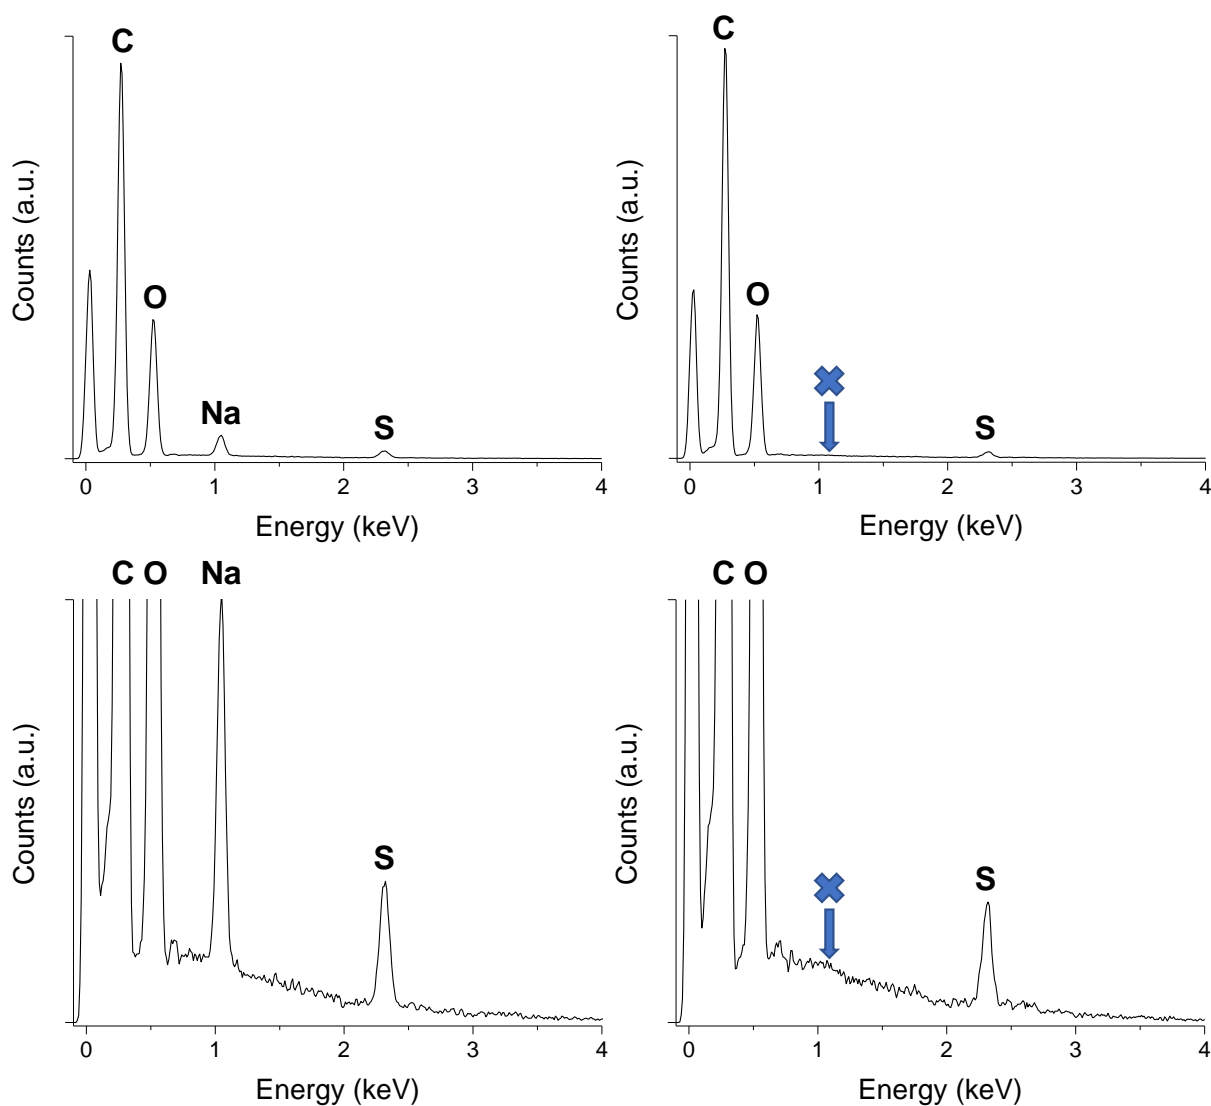 C
O
Na
S
Counts (a.u.)
0 1 2 3 4
Energy (keV)
C
O
S
Counts (a.u.)
0 1 2 3 4
Energy (keV)
C O Na
S
Counts (a.u.)
0 1 2 3 4
Energy (keV)
C O
S
Counts (a.u.)
0 1 2 3 4
Energy (keV)